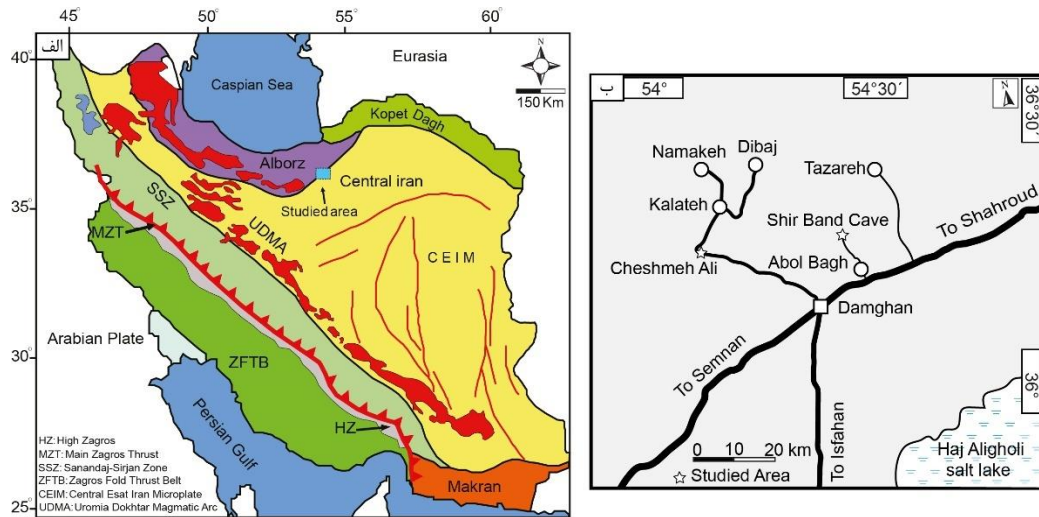 45°
50°
55°
60°
الف
40°
35°
30°
25°
Eurasia
N
150 Km
Caspian Sea
Kopet Dagh
Alborz
Central iran
Studied area
SSZ
MZT
UDMA
C E I M
Arabian Plate
ZFTB
HZ
Persian Gulf
Makran
HZ: High Zagros
MZT: Main Zagros Thrust
SSZ: Sanandaj-Sirjan Zone
ZFTB: Zagros Fold Thrust Belt
CEIM: Central Esat Iran Microplate
UDMA: Uromia Dokhtar Magmatic Arc
ب
54°
54°30´
N
36°30´
Namakeh
Dibaj
Tazareh
Kalateh
Shir Band Cave
To Shahroud
Cheshmeh Ali
Abol Bagh
Damghan
To Semnan
36°
To Isfahan
0 10 20 km
Studied Area
Haj Aligholi
salt lake